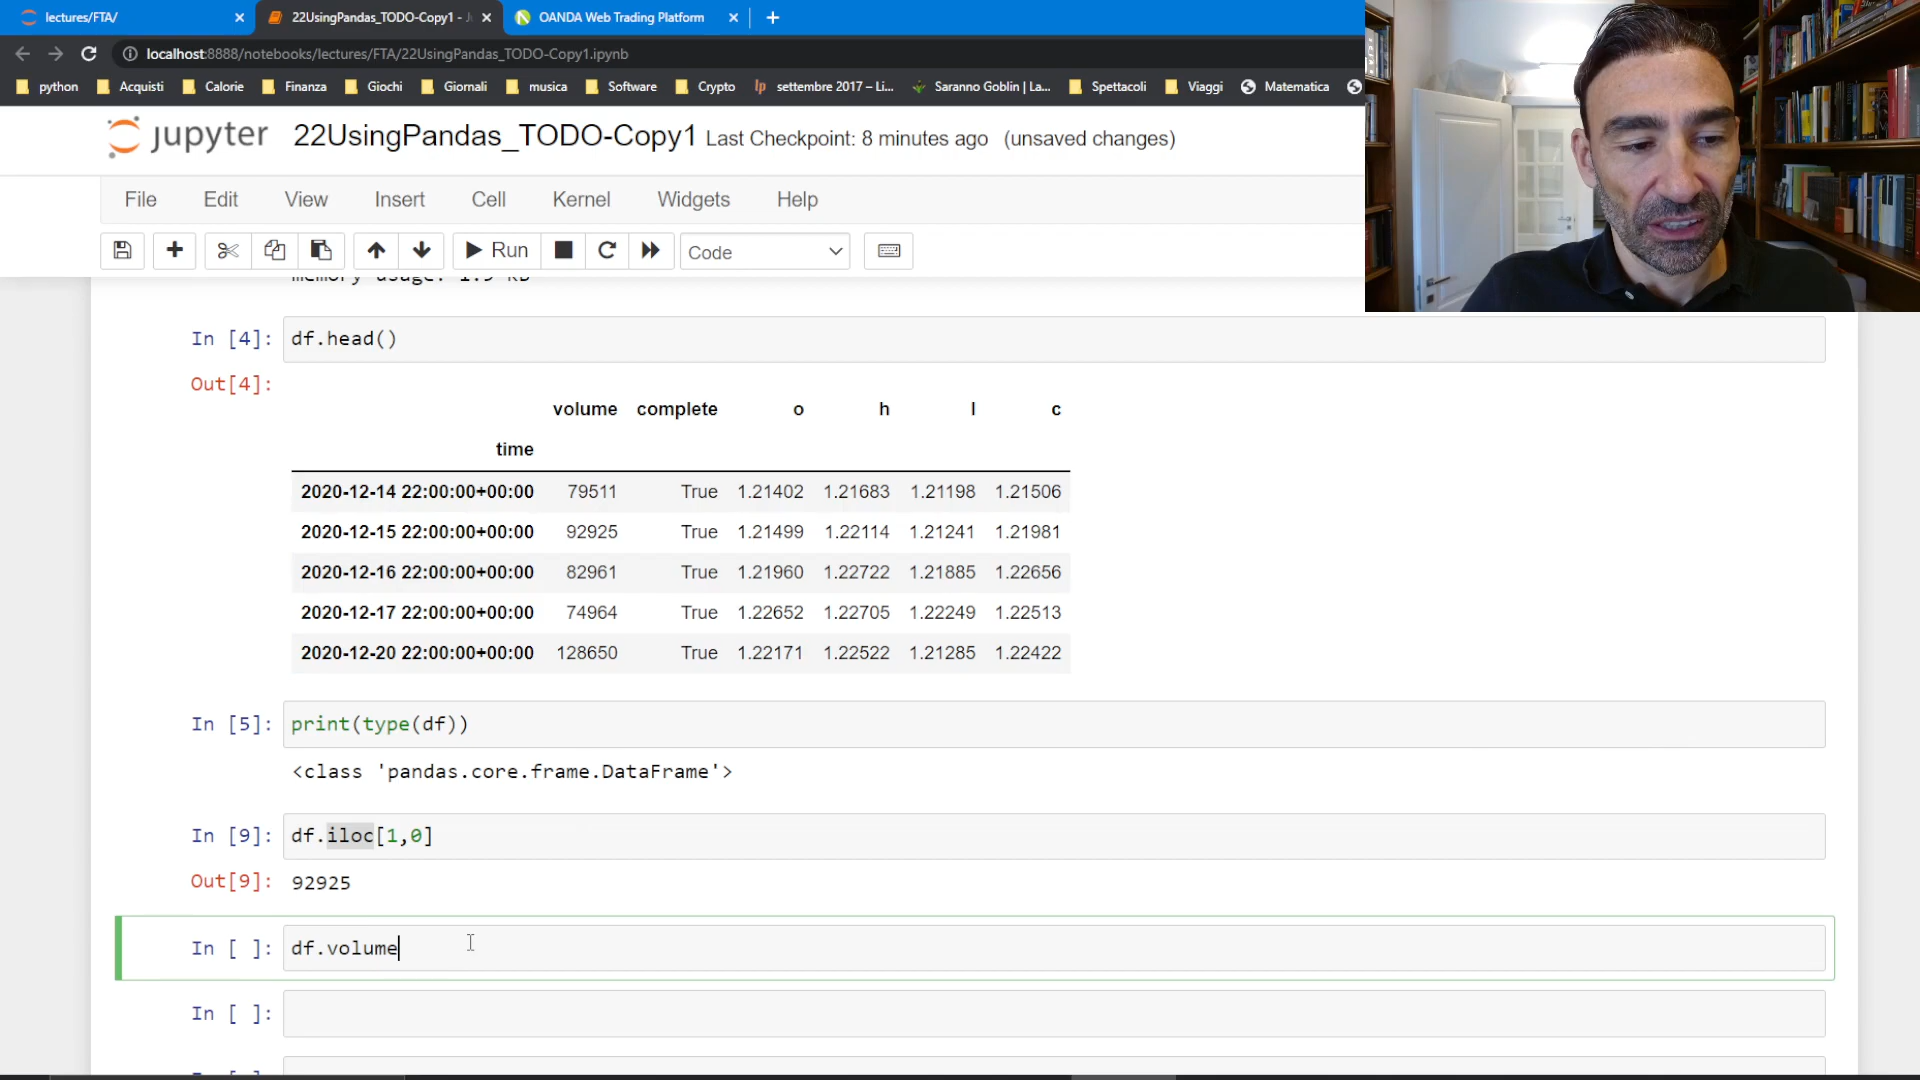 lectures/FTA/
22UsingPandas_TODO-Copy1 - J
OANDA Web Trading Platform
localhost:8888/notebooks/lectures/FTA/22UsingPandas_TODO-Copy1.ipynb
python Acquisti Calorie Finanza Giochi Giornali musica Software Crypto lp settembre 2017 – Li... Saranno Goblin | La... Spettacoli Viaggi Matematica
jupyter 22UsingPandas_TODO-Copy1 Last Checkpoint: 8 minutes ago (unsaved changes)
File Edit View Insert Cell Kernel Widgets Help
Run Code
memory usage: 1.9 KB
In [4]: df.head()
Out[4]:
volume complete o h l c
time
2020-12-14 22:00:00+00:00 79511 True 1.21402 1.21683 1.21198 1.21506
2020-12-15 22:00:00+00:00 92925 True 1.21499 1.22114 1.21241 1.21981
2020-12-16 22:00:00+00:00 82961 True 1.21960 1.22722 1.21885 1.22656
2020-12-17 22:00:00+00:00 74964 True 1.22652 1.22705 1.22249 1.22513
2020-12-20 22:00:00+00:00 128650 True 1.22171 1.22522 1.21285 1.22422
In [5]: print(type(df))
<class 'pandas.core.frame.DataFrame'>
In [9]: df.iloc[1,0]
Out[9]: 92925
In [ ]: df.volume
In [ ]: